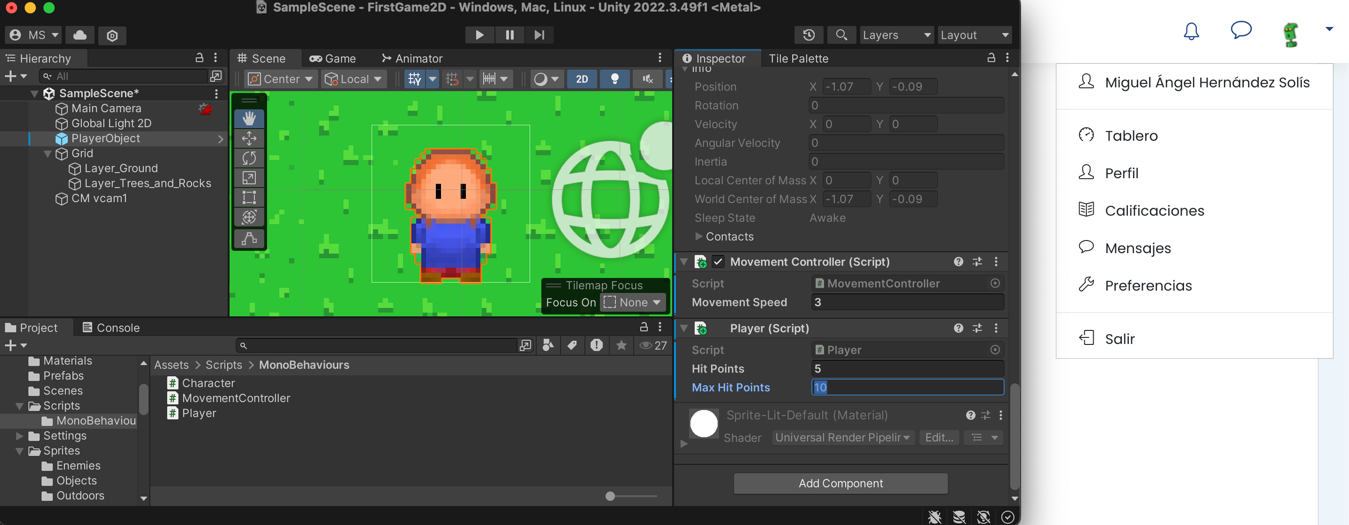 SampleScene - FirstGame2D - Windows, Mac, Linux - Unity 2022.3.49f1 <Metal>
MS
Layers
Layout
Hierarchy
All
SampleScene*
Main Camera
Global Light 2D
PlayerObject
Grid
Layer_Ground
Layer_Trees_and_Rocks
CM vcam1
Scene
Game
Animator
Center
Local
2D
Tilemap Focus
Focus On
None
Project
Console
27
Materials
Prefabs
Scenes
Scripts
MonoBehaviou
Settings
Sprites
Enemies
Objects
Outdoors
Assets > Scripts > MonoBehaviours
Character
MovementController
Player
Inspector
Tile Palette
Info
Position X -1.07 Y -0.09
Rotation 0
Velocity X 0 Y 0
Angular Velocity 0
Inertia 0
Local Center of Mass X 0 Y 0
World Center of Mass X -1.07 Y -0.09
Sleep State Awake
Contacts
Movement Controller (Script)
Script MovementController
Movement Speed 3
Player (Script)
Script Player
Hit Points 5
Max Hit Points 10
Sprite-Lit-Default (Material)
Shader Universal Render Pipelin Edit...
Add Component
Miguel Ángel Hernández Solís
Tablero
Perfil
Calificaciones
Mensajes
Preferencias
Salir